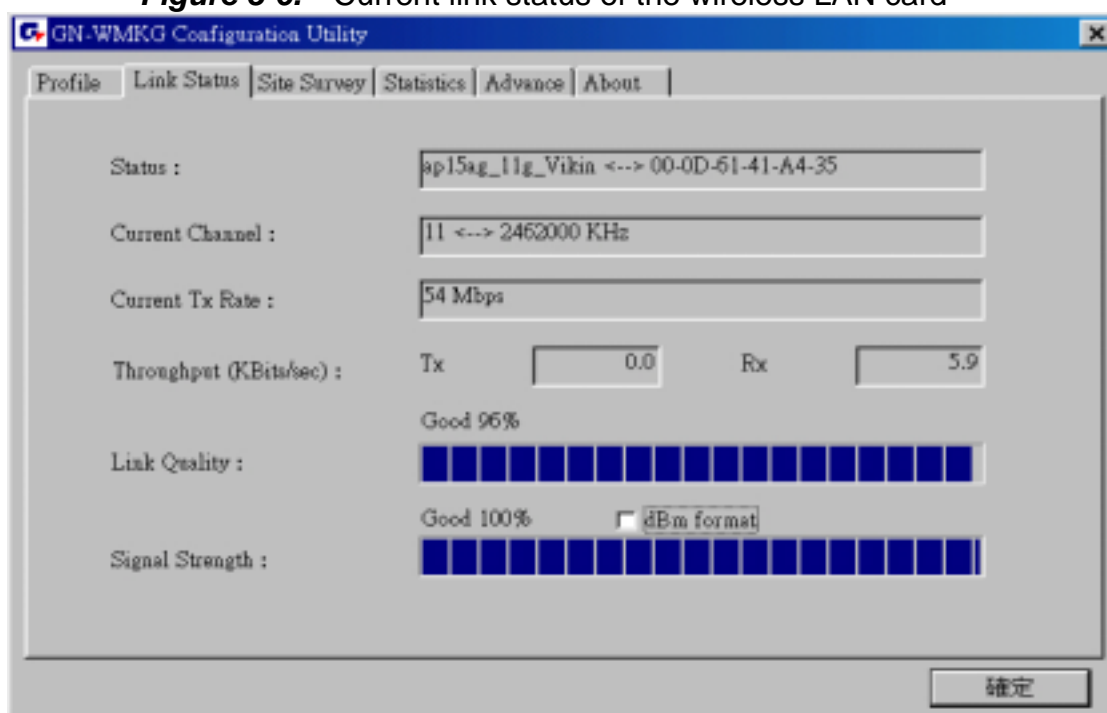 Current link status of the wireless LAN card
GN-WMKG Configuration Utility
Profile Link Status Site Survey Statistics Advance About
Status : ap15ag_11g_Vikin <--> 00-0D-61-41-A4-35
Current Channel : 11 <--> 2462000 KHz
Current Tx Rate : 54 Mbps
Throughput (KBits/sec) : Tx 0.0 Rx 5.9
Good 96%
Link Quality :
Good 100% dBm format
Signal Strength :
確定